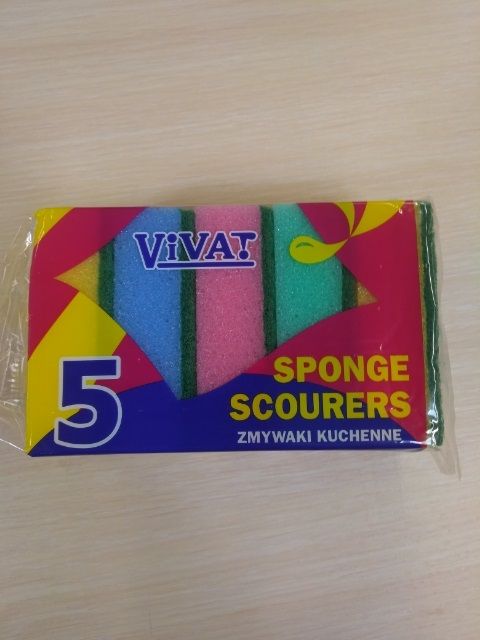 ViVAT
5
SPONGE
SCOURERS
ZMYWAKI KUCHENNE